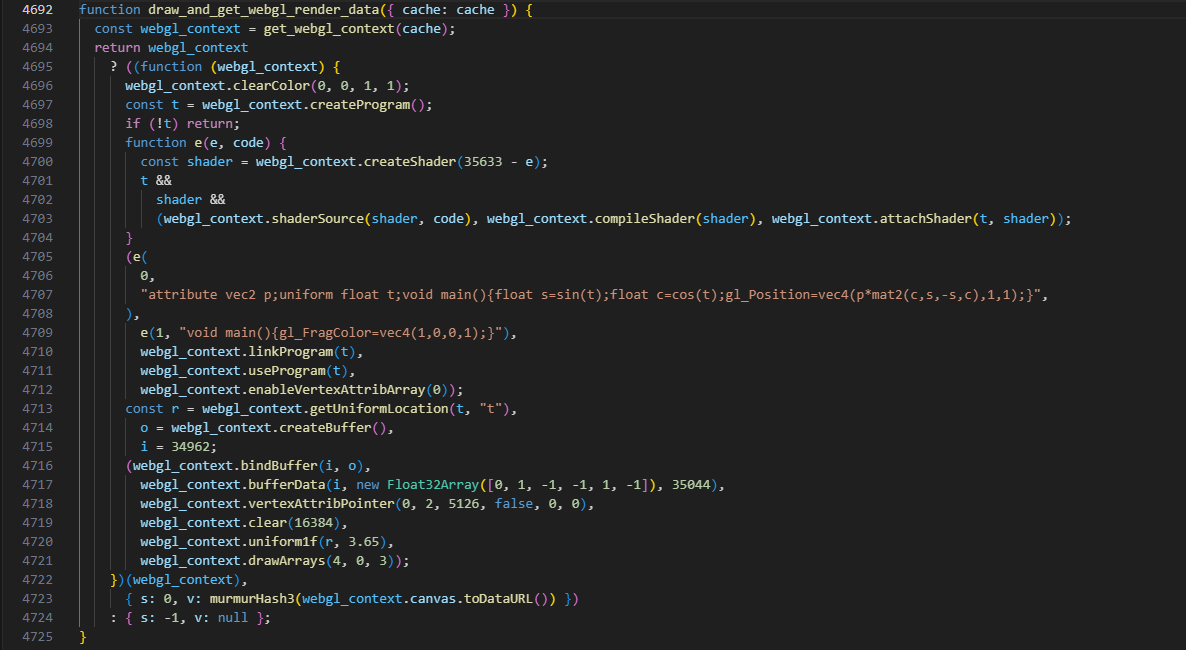 4692 function draw_and_get_webgl_render_data({ cache: cache }) {
4693   const webgl_context = get_webgl_context(cache);
4694   return webgl_context
4695     ? ((function (webgl_context) {
4696       webgl_context.clearColor(0, 0, 1, 1);
4697       const t = webgl_context.createProgram();
4698       if (!t) return;
4699       function e(e, code) {
4700         const shader = webgl_context.createShader(35633 - e);
4701         t &&
4702           shader &&
4703           (webgl_context.shaderSource(shader, code), webgl_context.compileShader(shader), webgl_context.attachShader(t, shader));
4704       }
4705       (e(
4706         0,
4707         "attribute vec2 p;uniform float t;void main(){float s=sin(t);float c=cos(t);gl_Position=vec4(p*mat2(c,s,-s,c),1,1);}",
4708       ),
4709         e(1, "void main(){gl_FragColor=vec4(1,0,0,1);}"),
4710         webgl_context.linkProgram(t),
4711         webgl_context.useProgram(t),
4712         webgl_context.enableVertexAttribArray(0));
4713       const r = webgl_context.getUniformLocation(t, "t"),
4714         o = webgl_context.createBuffer(),
4715         i = 34962;
4716       (webgl_context.bindBuffer(i, o),
4717         webgl_context.bufferData(i, new Float32Array([0, 1, -1, -1, 1, -1]), 35044),
4718         webgl_context.vertexAttribPointer(0, 2, 5126, false, 0, 0),
4719         webgl_context.clear(16384),
4720         webgl_context.uniform1f(r, 3.65),
4721         webgl_context.drawArrays(4, 0, 3));
4722     })(webgl_context),
4723       { s: 0, v: murmurHash3(webgl_context.canvas.toDataURL()) })
4724     : { s: -1, v: null };
4725 }